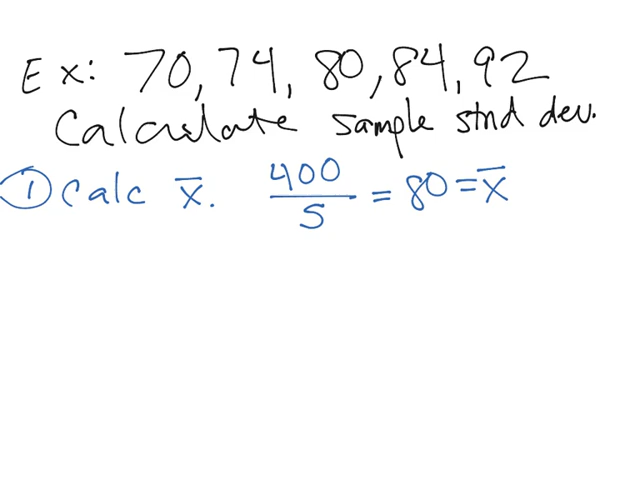 Ex: 70, 74, 80, 84, 92
Calculate sample stnd dev.
① Calc x̅. 400/5 = 80 = x̅